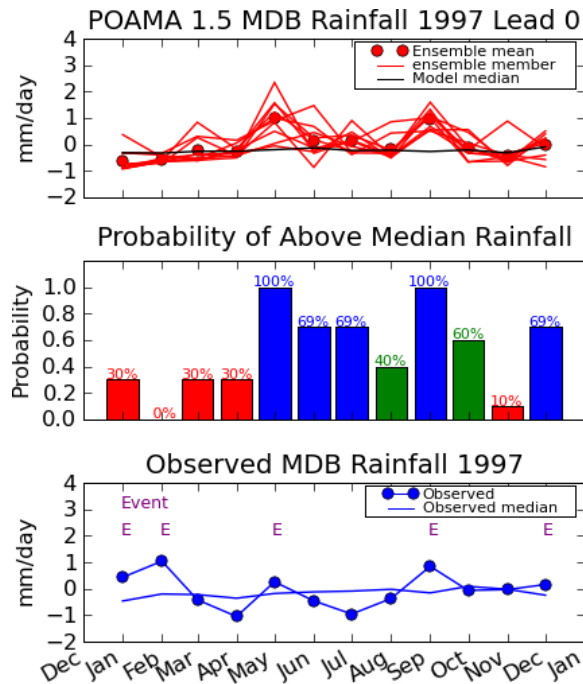 POAMA 1.5 MDB Rainfall 1997 Lead 0
4
3
2
1
0
−1
−2
mm/day
Ensemble mean
ensemble member
Model median
Probability of Above Median Rainfall
1.0
0.8
0.6
0.4
0.2
0.0
Probability
30%
0%
30%
30%
100%
69%
69%
40%
100%
60%
10%
69%
Observed MDB Rainfall 1997
4
3
2
1
0
−1
−2
mm/day
Observed
Observed median
Event
E E E E E
Dec Jan Feb Mar Apr May Jun Jul Aug Sep Oct Nov Dec Jan